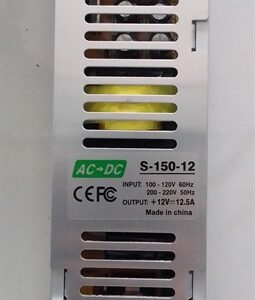 AC→DC
S-150-12
CE FC
INPUT: 100-120V 60Hz
200-220V 50Hz
OUTPUT: +12V⎓12.5A
Made in china